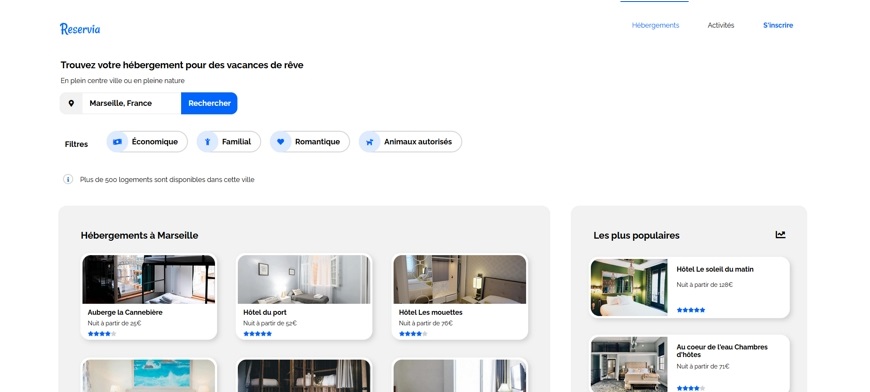 Reservia
Hébergements
Activités
S'inscrire
Trouvez votre hébergement pour des vacances de rêve
En plein centre ville ou en pleine nature
Marseille, France
Rechercher
Filtres
Économique
Familial
Romantique
Animaux autorisés
Plus de 500 logements sont disponibles dans cette ville
Hébergements à Marseille
Auberge la Cannebière
Nuit à partir de 25€
Hôtel du port
Nuit à partir de 52€
Hôtel Les mouettes
Nuit à partir de 76€
Les plus populaires
Hôtel Le soleil du matin
Nuit à partir de 128€
Au coeur de l'eau Chambres
d'hôtes
Nuit à partir de 71€